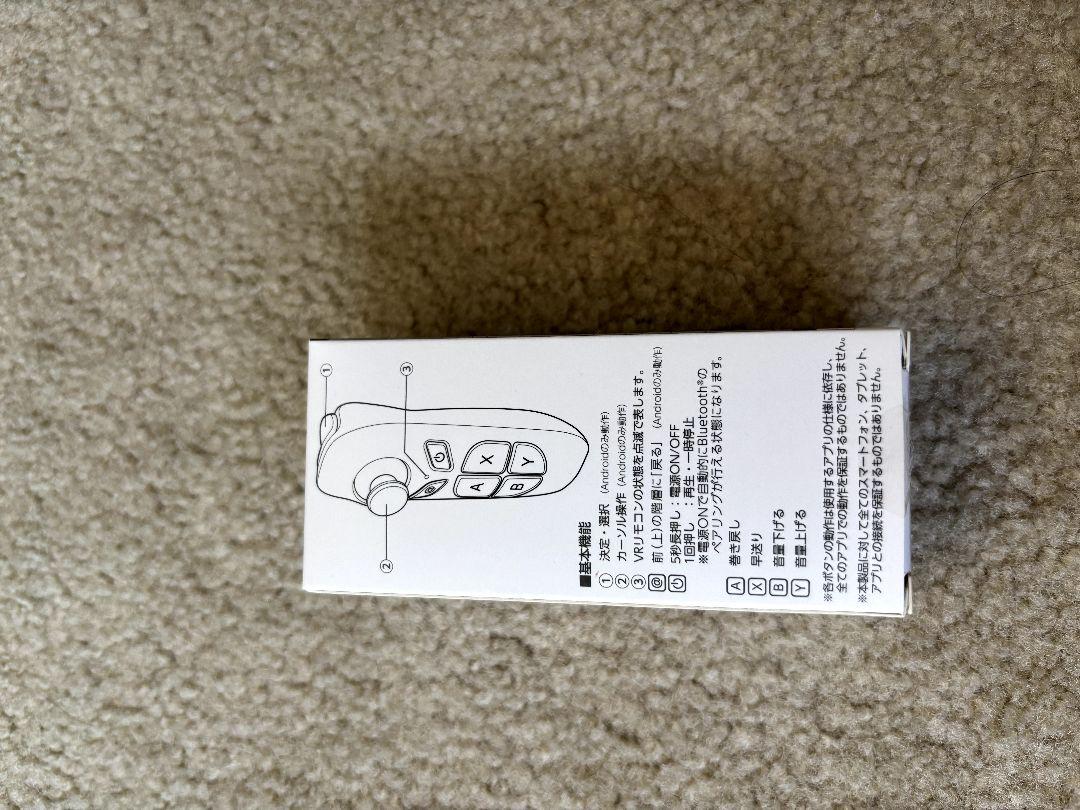 ①
③
②
A
X
B
Y
■基本機能
① 決定・選択 (Androidのみ動作)
② カーソル操作 (Androidのみ動作)
③ VRリモコンの状態を点滅で表します。
@ 前(上)の階層に「戻る」 (Androidのみ動作)
5秒長押し：電源ON/OFF
1回押し ：再生・一時停止
※電源ONで自動的にBluetooth®の
ペアリングが行える状態になります。
A 巻き戻し
X 早送り
B 音量下げる
Y 音量上げる
※各ボタンの動作は使用するアプリの仕様に依存し、
全てのアプリでの動作を保証するものではありません。
※本製品に対して全てのスマートフォン、タブレット、
アプリとの接続を保証するものではありません。